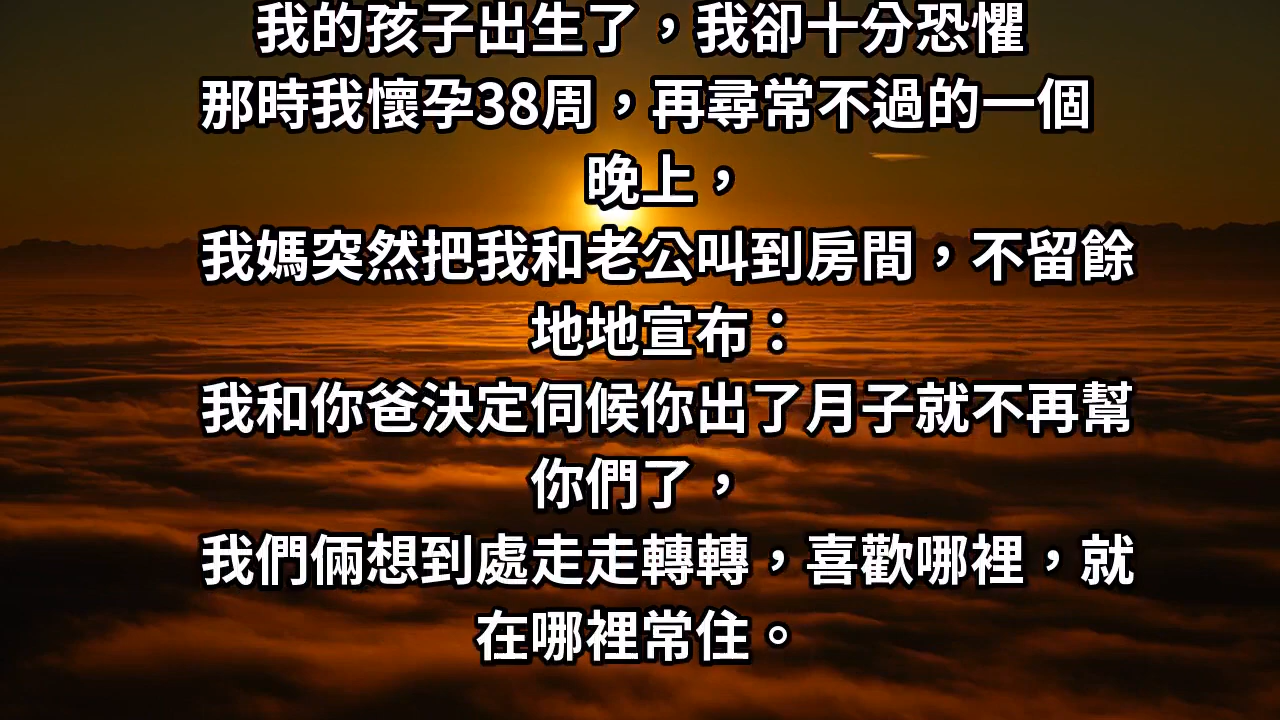 我的孩子出生了，我卻十分恐懼
那時我懷孕38周，再尋常不過的一個
晚上，
我媽突然把我和老公叫到房間，不留餘
地地宣布：
我和你爸決定伺候你出了月子就不再幫
你們了，
我們倆想到處走走轉轉，喜歡哪裡，就
在哪裡常住。